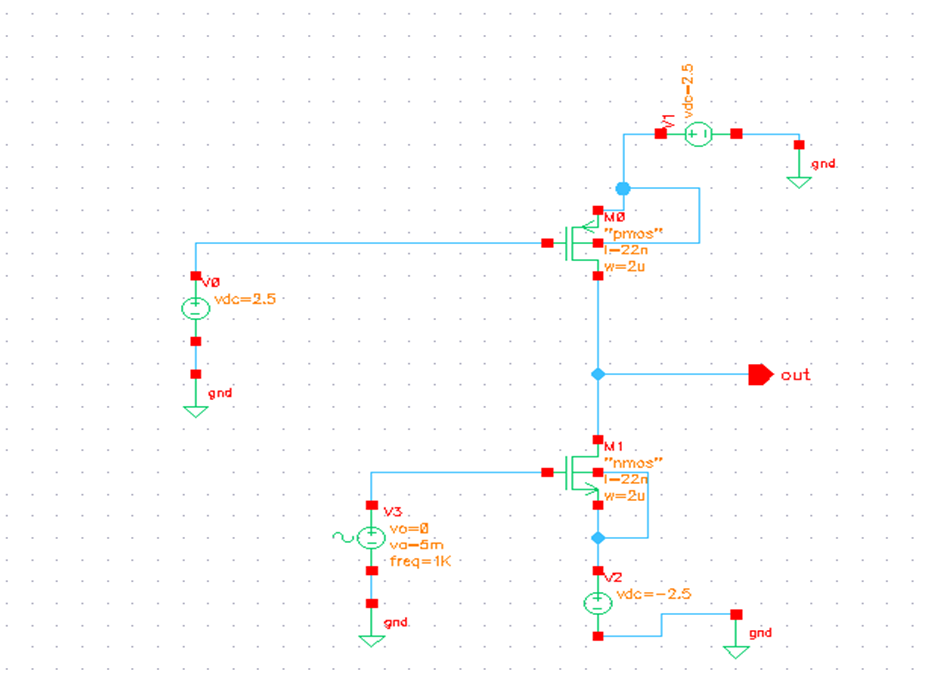 vdc=2.5
V1
gnd
M0
"pmos"
l=22n
w=2u
V0
vdc=2.5
gnd
out
M1
"nmos"
l=22n
w=2u
V3
vo=0
va=5m
freq=1K
gnd
V2
vdc=-2.5
gnd